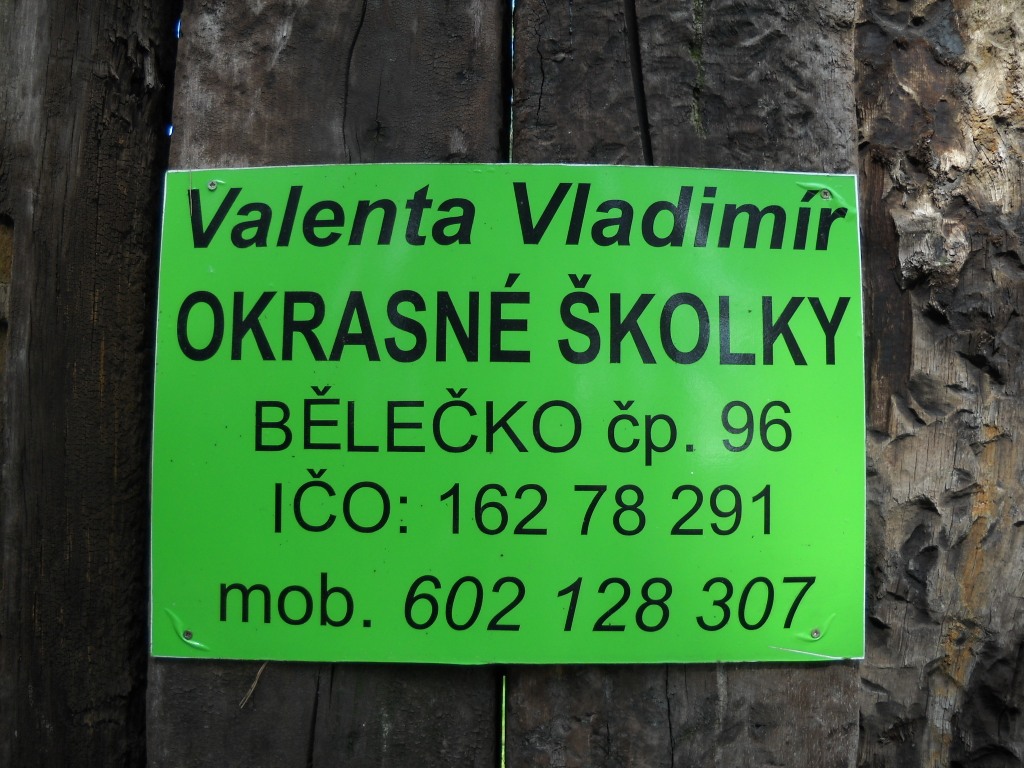 Valenta Vladimír
OKRASNÉ ŠKOLKY
BĚLEČKO čp. 96
IČO: 162 78 291
mob. 602 128 307